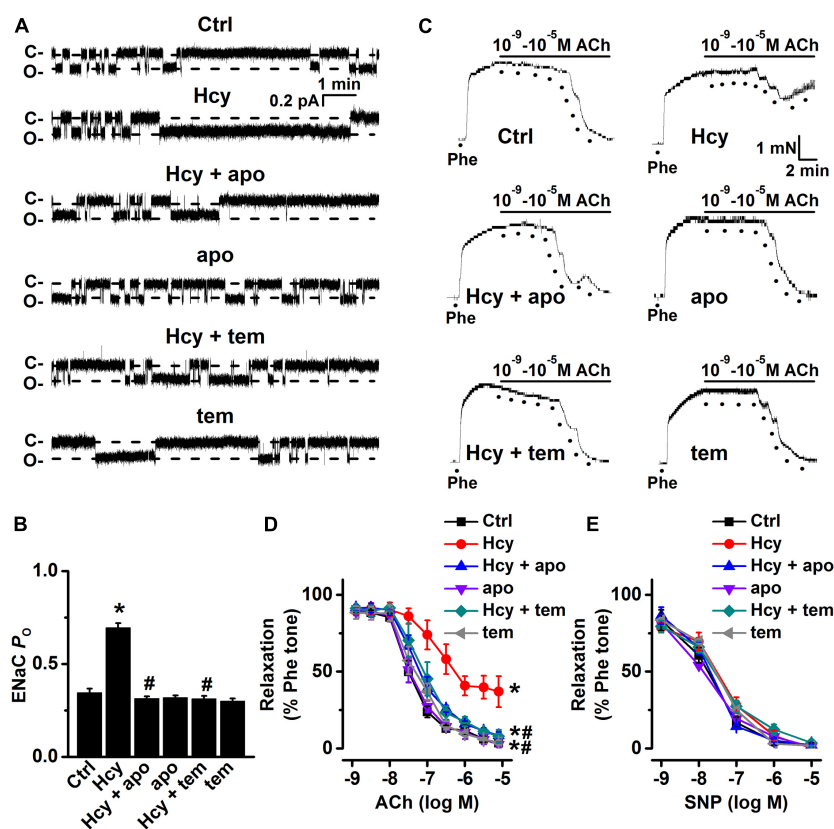 A
Ctrl
C-
O-
1 min
0.2 pA
Hcy
C-
O-
Hcy + apo
C-
O-
apo
C-
O-
Hcy + tem
C-
O-
tem
C-
O-
C
10⁻⁹-10⁻⁵M ACh
Ctrl
Phe
10⁻⁹-10⁻⁵M ACh
Hcy
Phe
1 mN
2 min
10⁻⁹-10⁻⁵M ACh
Hcy + apo
Phe
10⁻⁹-10⁻⁵M ACh
apo
Phe
10⁻⁹-10⁻⁵M ACh
Hcy + tem
Phe
10⁻⁹-10⁻⁵M ACh
tem
Phe
B
ENaC PO
1.0
0.5
0.0
*
#
#
Ctrl
Hcy
Hcy + apo
apo
Hcy + tem
tem
D
Ctrl
Hcy
Hcy + apo
apo
Hcy + tem
tem
Relaxation
(% Phe tone)
100
50
0
*
*#
*#
-9 -8 -7 -6 -5
ACh (log M)
E
Ctrl
Hcy
Hcy + apo
apo
Hcy + tem
tem
Relaxation
(% Phe tone)
100
50
0
-9 -8 -7 -6 -5
SNP (log M)